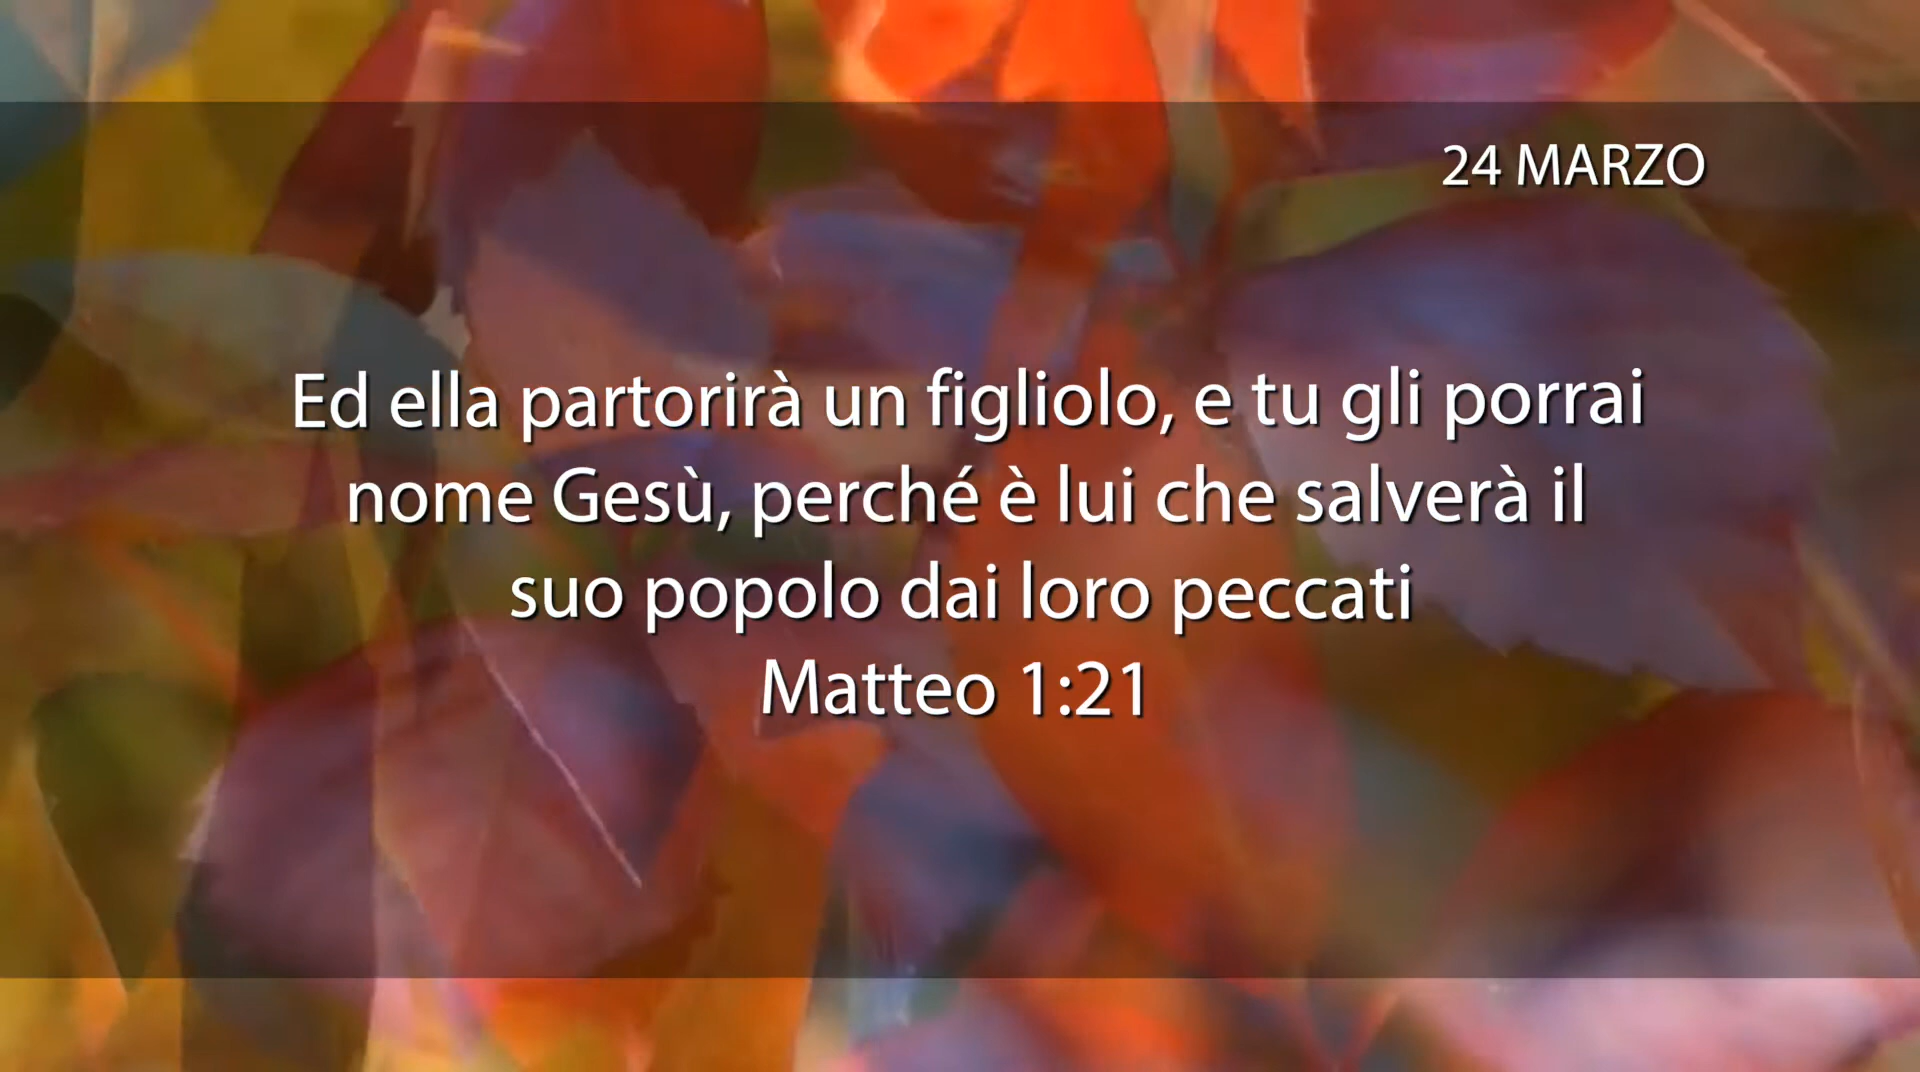 24 MARZO
Ed ella partorirà un figliolo, e tu gli porrai
nome Gesù, perché è lui che salverà il
suo popolo dai loro peccati
Matteo 1:21